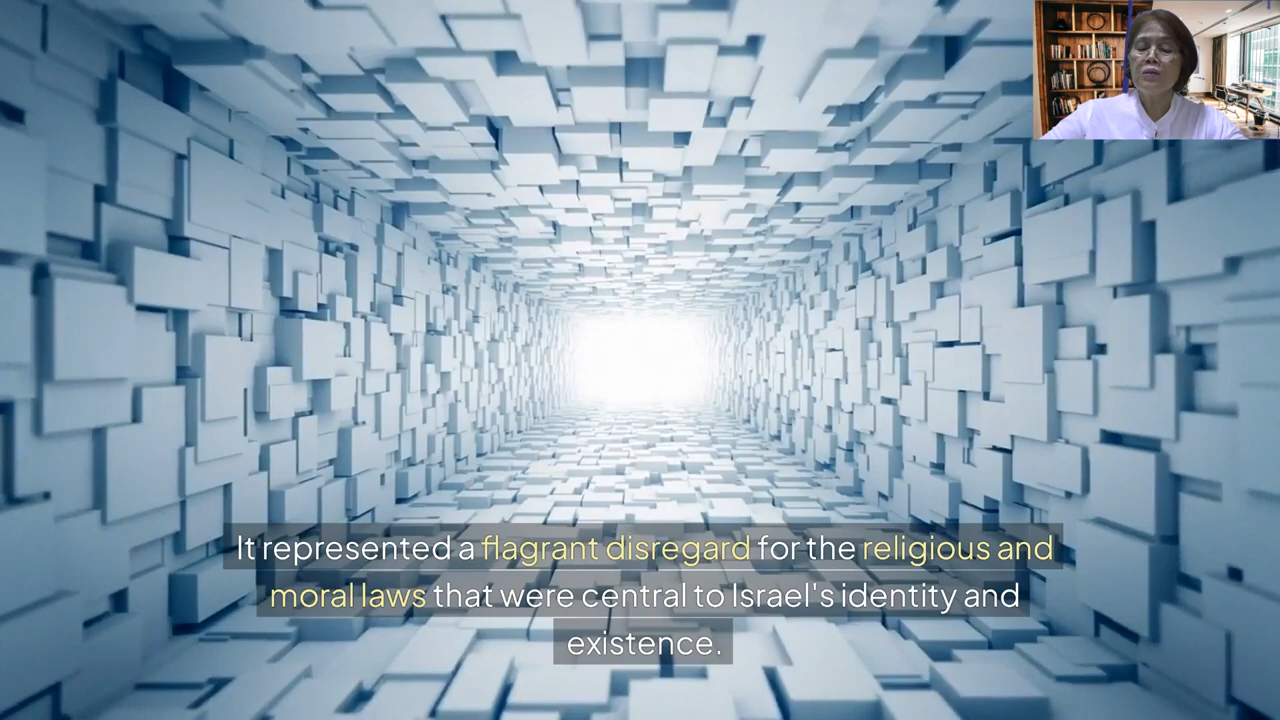 It represented a flagrant disregard for the religious and
moral laws that were central to Israel's identity and
existence.